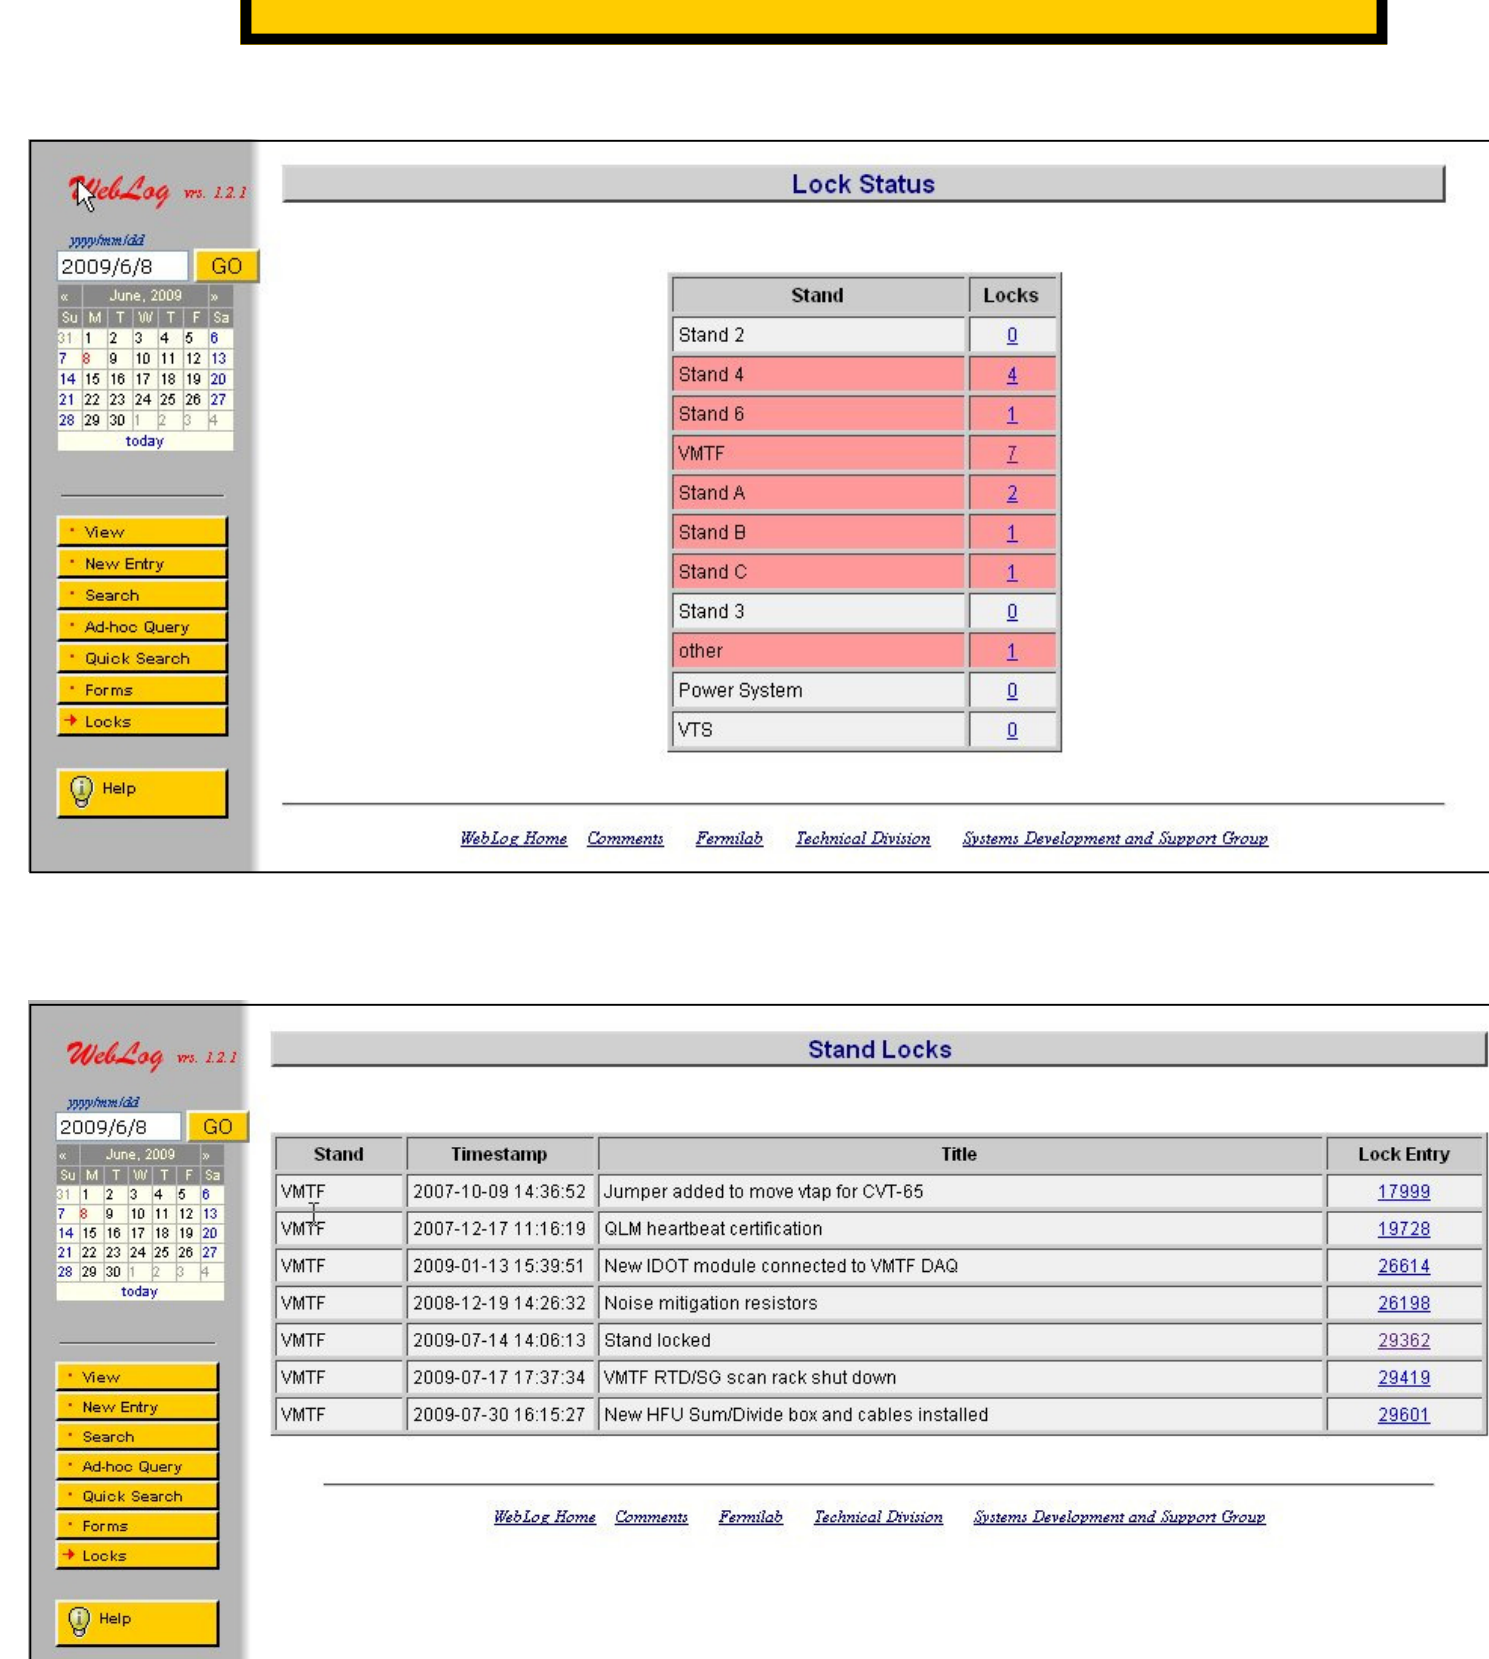 WebLog vrs. 1.2.1
yyyy/mm/dd
2009/6/8 GO
« June, 2009 »
Su M T W T F Sa
31 1 2 3 4 5 6
7 8 9 10 11 12 13
14 15 16 17 18 19 20
21 22 23 24 25 26 27
28 29 30 1 2 3 4
today
View
New Entry
Search
Ad-hoc Query
Quick Search
Forms
Locks
Help
Lock Status
Stand Locks
Stand 2 0
Stand 4 4
Stand 6 1
VMTF 7
Stand A 2
Stand B 1
Stand C 1
Stand 3 0
other 1
Power System 0
VTS 0
WebLog Home Comments Fermilab Technical Division Systems Development and Support Group
WebLog vrs. 1.2.1
yyyy/mm/dd
2009/6/8 GO
« June, 2009 »
Su M T W T F Sa
31 1 2 3 4 5 6
7 8 9 10 11 12 13
14 15 16 17 18 19 20
21 22 23 24 25 26 27
28 29 30 1 2 3 4
today
View
New Entry
Search
Ad-hoc Query
Quick Search
Forms
Locks
Help
Stand Locks
Stand Timestamp Title Lock Entry
VMTF 2007-10-09 14:36:52 Jumper added to move vtap for CVT-65 17999
VMTF 2007-12-17 11:16:19 QLM heartbeat certification 19728
VMTF 2009-01-13 15:39:51 New IDOT module connected to VMTF DAQ 26614
VMTF 2008-12-19 14:26:32 Noise mitigation resistors 26198
VMTF 2009-07-14 14:06:13 Stand locked 29362
VMTF 2009-07-17 17:37:34 VMTF RTD/SG scan rack shut down 29419
VMTF 2009-07-30 16:15:27 New HFU Sum/Divide box and cables installed 29601
WebLog Home Comments Fermilab Technical Division Systems Development and Support Group